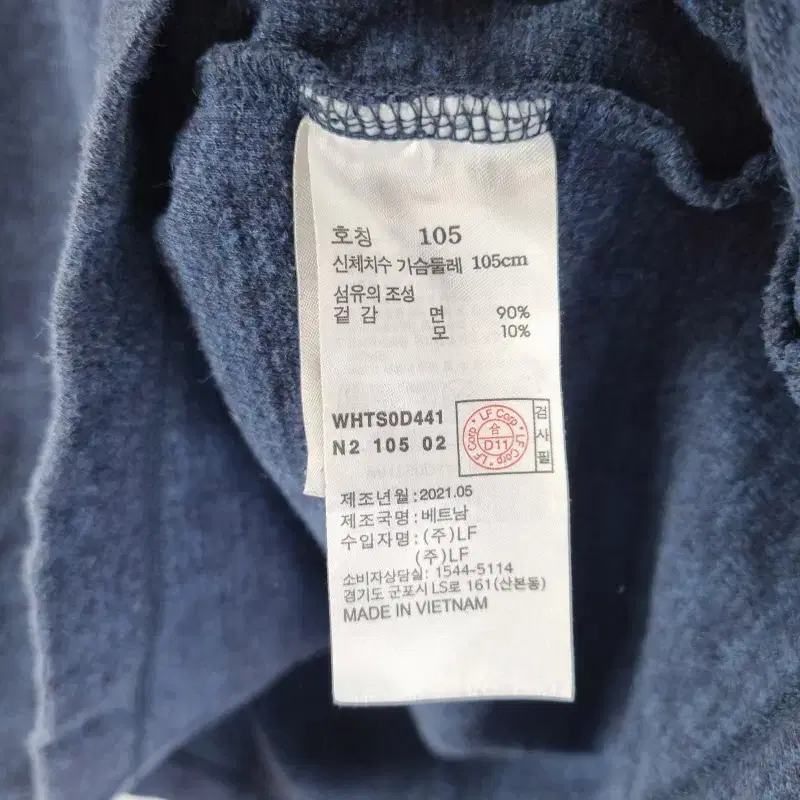 호칭 105
신체치수 가슴둘레 105cm
섬유의 조성
겉 감 면 90%
모 10%
WHTS0D441
N2 105 02
LF Corp · LF Corp · LF Corp ·
合
D11
검사필
제조년월:2021.05
제조국명:베트남
수입자명:(주)LF
(주)LF
소비자상담실: 1544-5114
경기도 군포시 LS로 161(산본동)
MADE IN VIETNAM